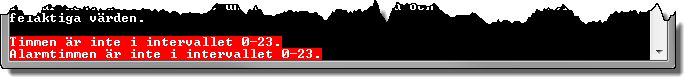 felaktiga värden.
Timmen är inte i intervallet 0-23.
Alarmtimmen är inte i intervallet 0-23.